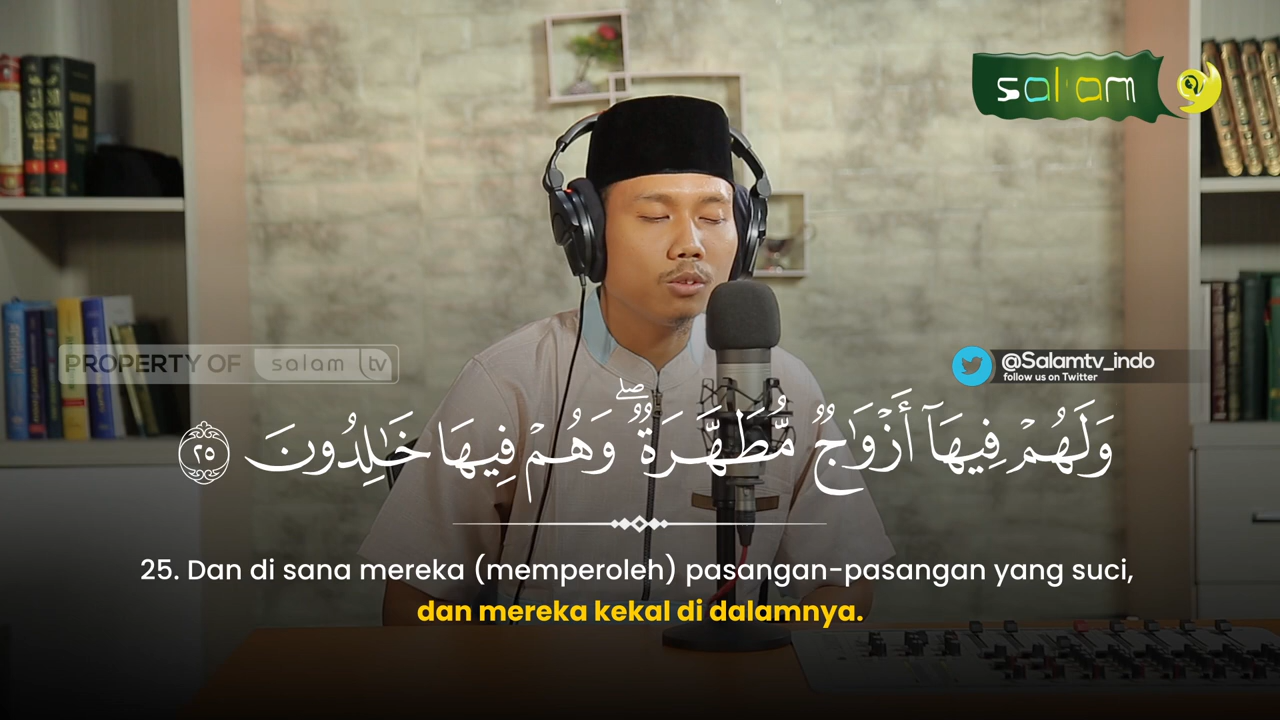 salam
PROPERTY OF salam tv
@Salamtv_indo
follow us on Twitter
وَلَهُمْ فِيهَآ أَزْوَٰجٌ مُّطَهَّرَةٌ ۖ وَهُمْ فِيهَا خَٰلِدُونَ ٢٥
25. Dan di sana mereka (memperoleh) pasangan-pasangan yang suci,
dan mereka kekal di dalamnya.